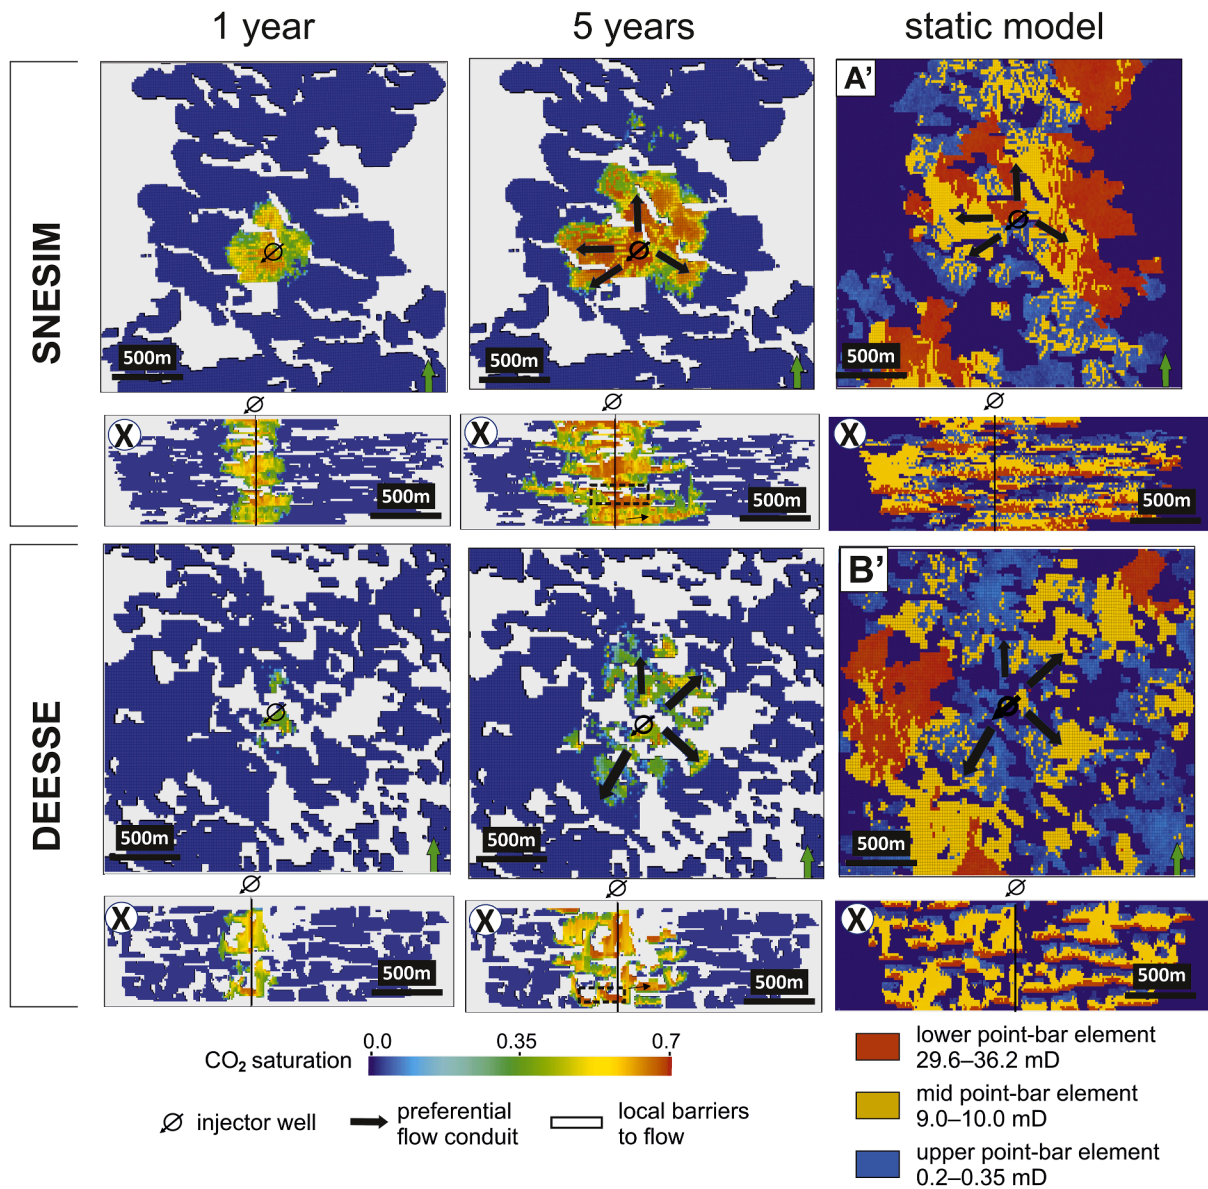 1 year
5 years
static model
SNESIM
A'
500m
500m
500m
X
500m
X
500m
X
500m
DEESSE
B'
500m
500m
500m
X
500m
X
500m
X
500m
CO₂ saturation
0.0
0.35
0.7
injector well
preferential
flow conduit
local barriers
to flow
lower point-bar element
29.6–36.2 mD
mid point-bar element
9.0–10.0 mD
upper point-bar element
0.2–0.35 mD